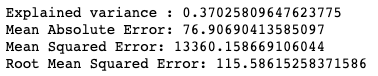 Explained variance : 0.37025809647623775
Mean Absolute Error: 76.90690413585097
Mean Squared Error: 13360.158669106044
Root Mean Squared Error: 115.58615258371586